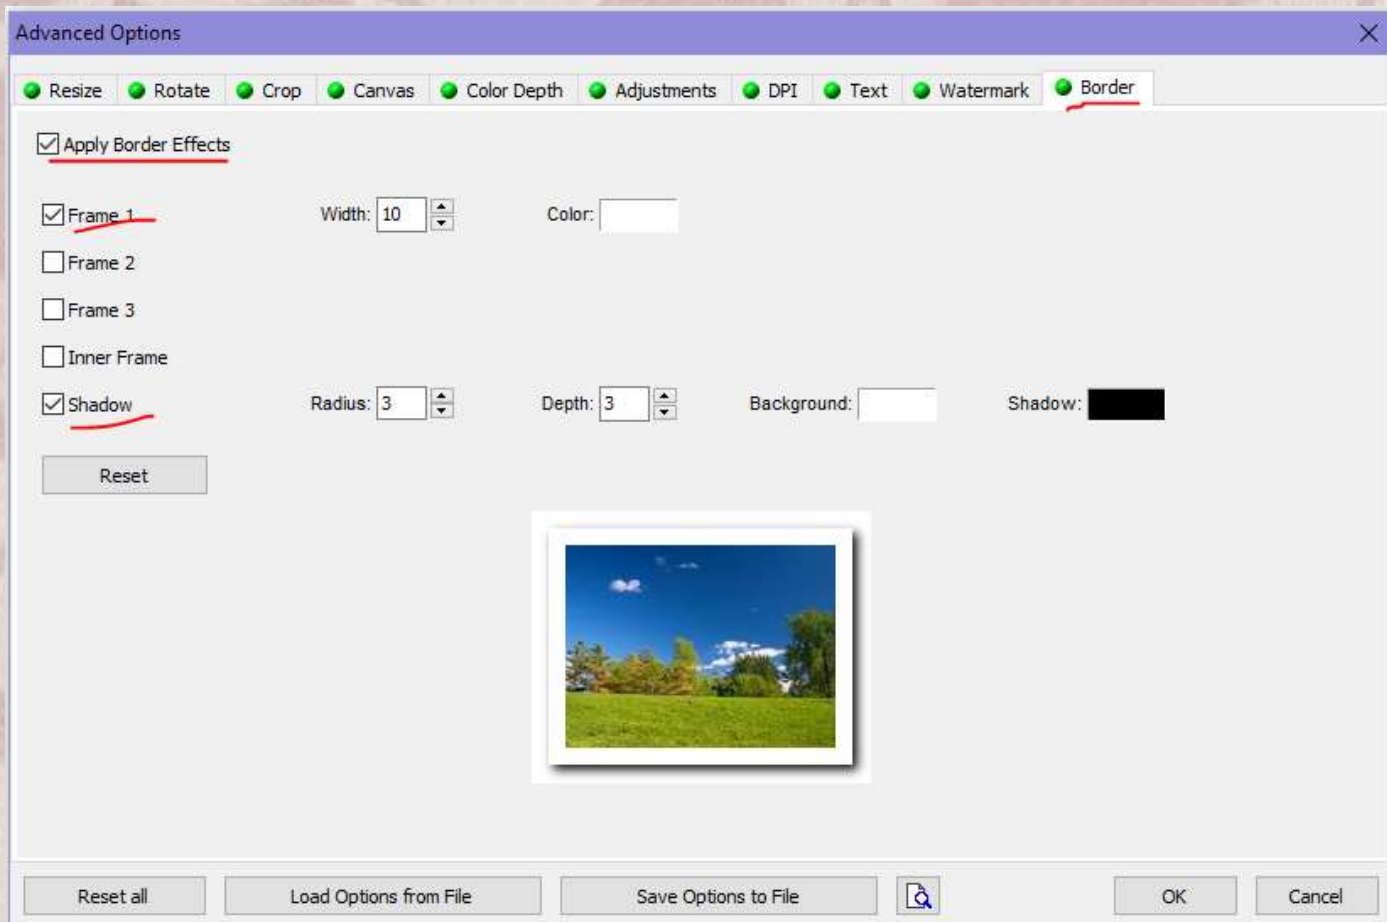 Advanced Options
Resize Rotate Crop Canvas Color Depth Adjustments DPI Text Watermark Border
Apply Border Effects
Frame 1 Width: 10 Color:
Frame 2
Frame 3
Inner Frame
Shadow Radius: 3 Depth: 3 Background: Shadow:
Reset
Reset all Load Options from File Save Options to File OK Cancel